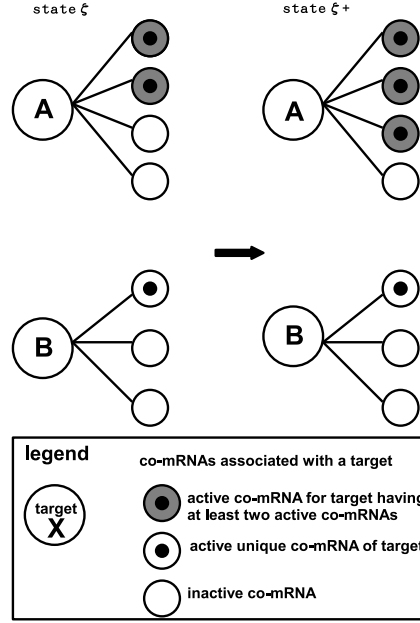 state ζ
state ζ+
A
A
B
B
legend
co-mRNAs associated with a target
target
X
active co-mRNA for target having
at least two active co-mRNAs
active unique co-mRNA of target
inactive co-mRNA